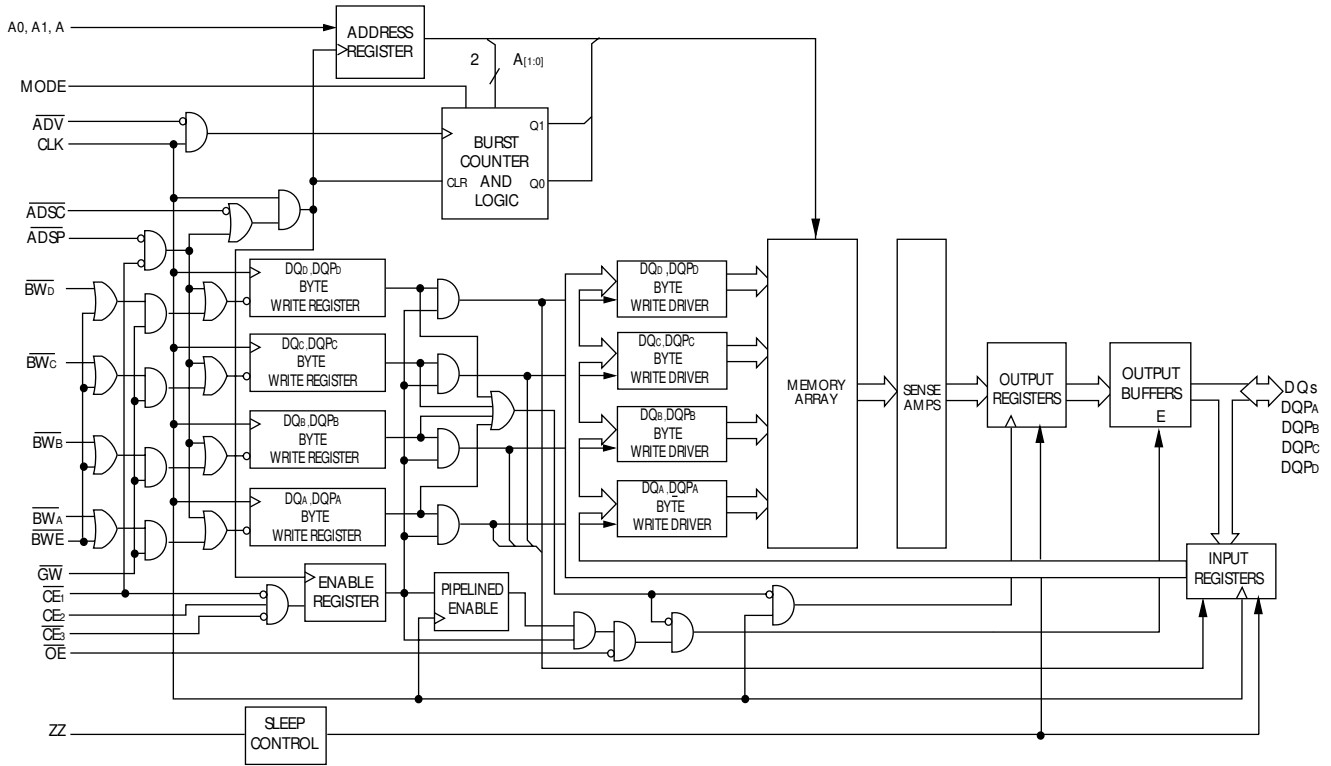 A0, A1, A
ADDRESS
REGISTER
2
A[1:0]
MODE
ADV
CLK
BURST
COUNTER
AND
LOGIC
Q1
CLR
Q0
ADSC
ADSP
DQD,DQPD
BYTE
WRITE REGISTER
DQD,DQPD
BYTE
WRITE DRIVER
BWD
DQC,DQPC
BYTE
WRITE REGISTER
DQC,DQPC
BYTE
WRITE DRIVER
BWC
MEMORY
ARRAY
SENSE
AMPS
OUTPUT
REGISTERS
OUTPUT
BUFFERS
E
DQs
DQPA
DQPB
DQPC
DQPD
DQB,DQPB
BYTE
WRITE REGISTER
DQB,DQPB
BYTE
WRITE DRIVER
BWB
DQA,DQPA
BYTE
WRITE REGISTER
DQA,DQPA
BYTE
WRITE DRIVER
BWA
BWE
GW
CE1
CE2
CE3
OE
ENABLE
REGISTER
PIPELINED
ENABLE
INPUT
REGISTERS
ZZ
SLEEP
CONTROL